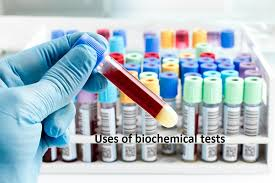 Uses of biochemical tests